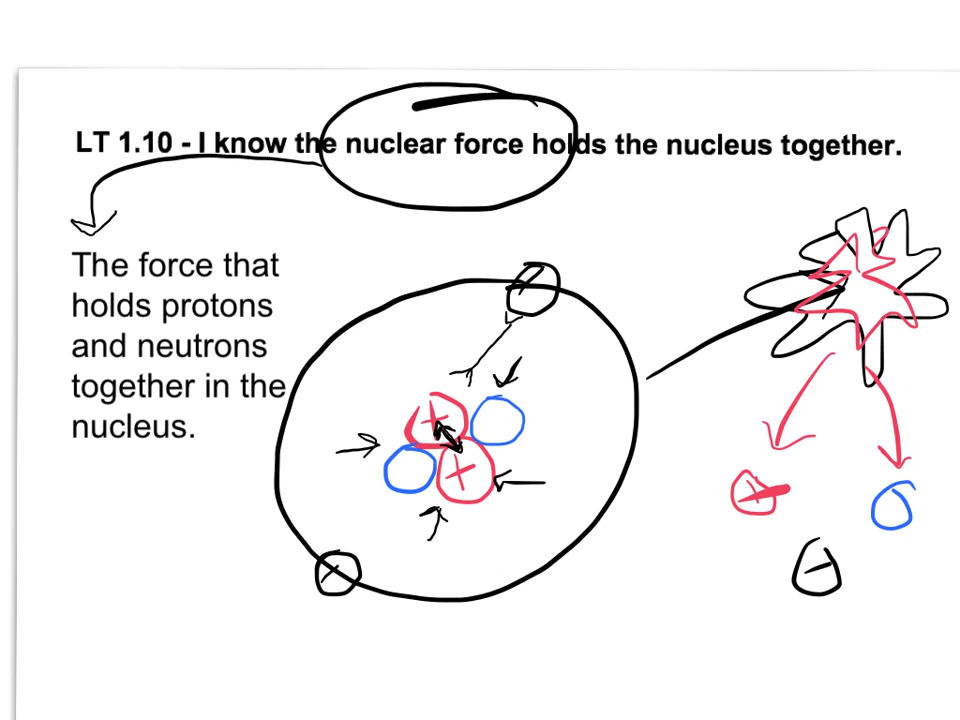 LT 1.10 - I know the nuclear force holds the nucleus together.
The force that
holds protons
and neutrons
together in the
nucleus.
+
+
+
-